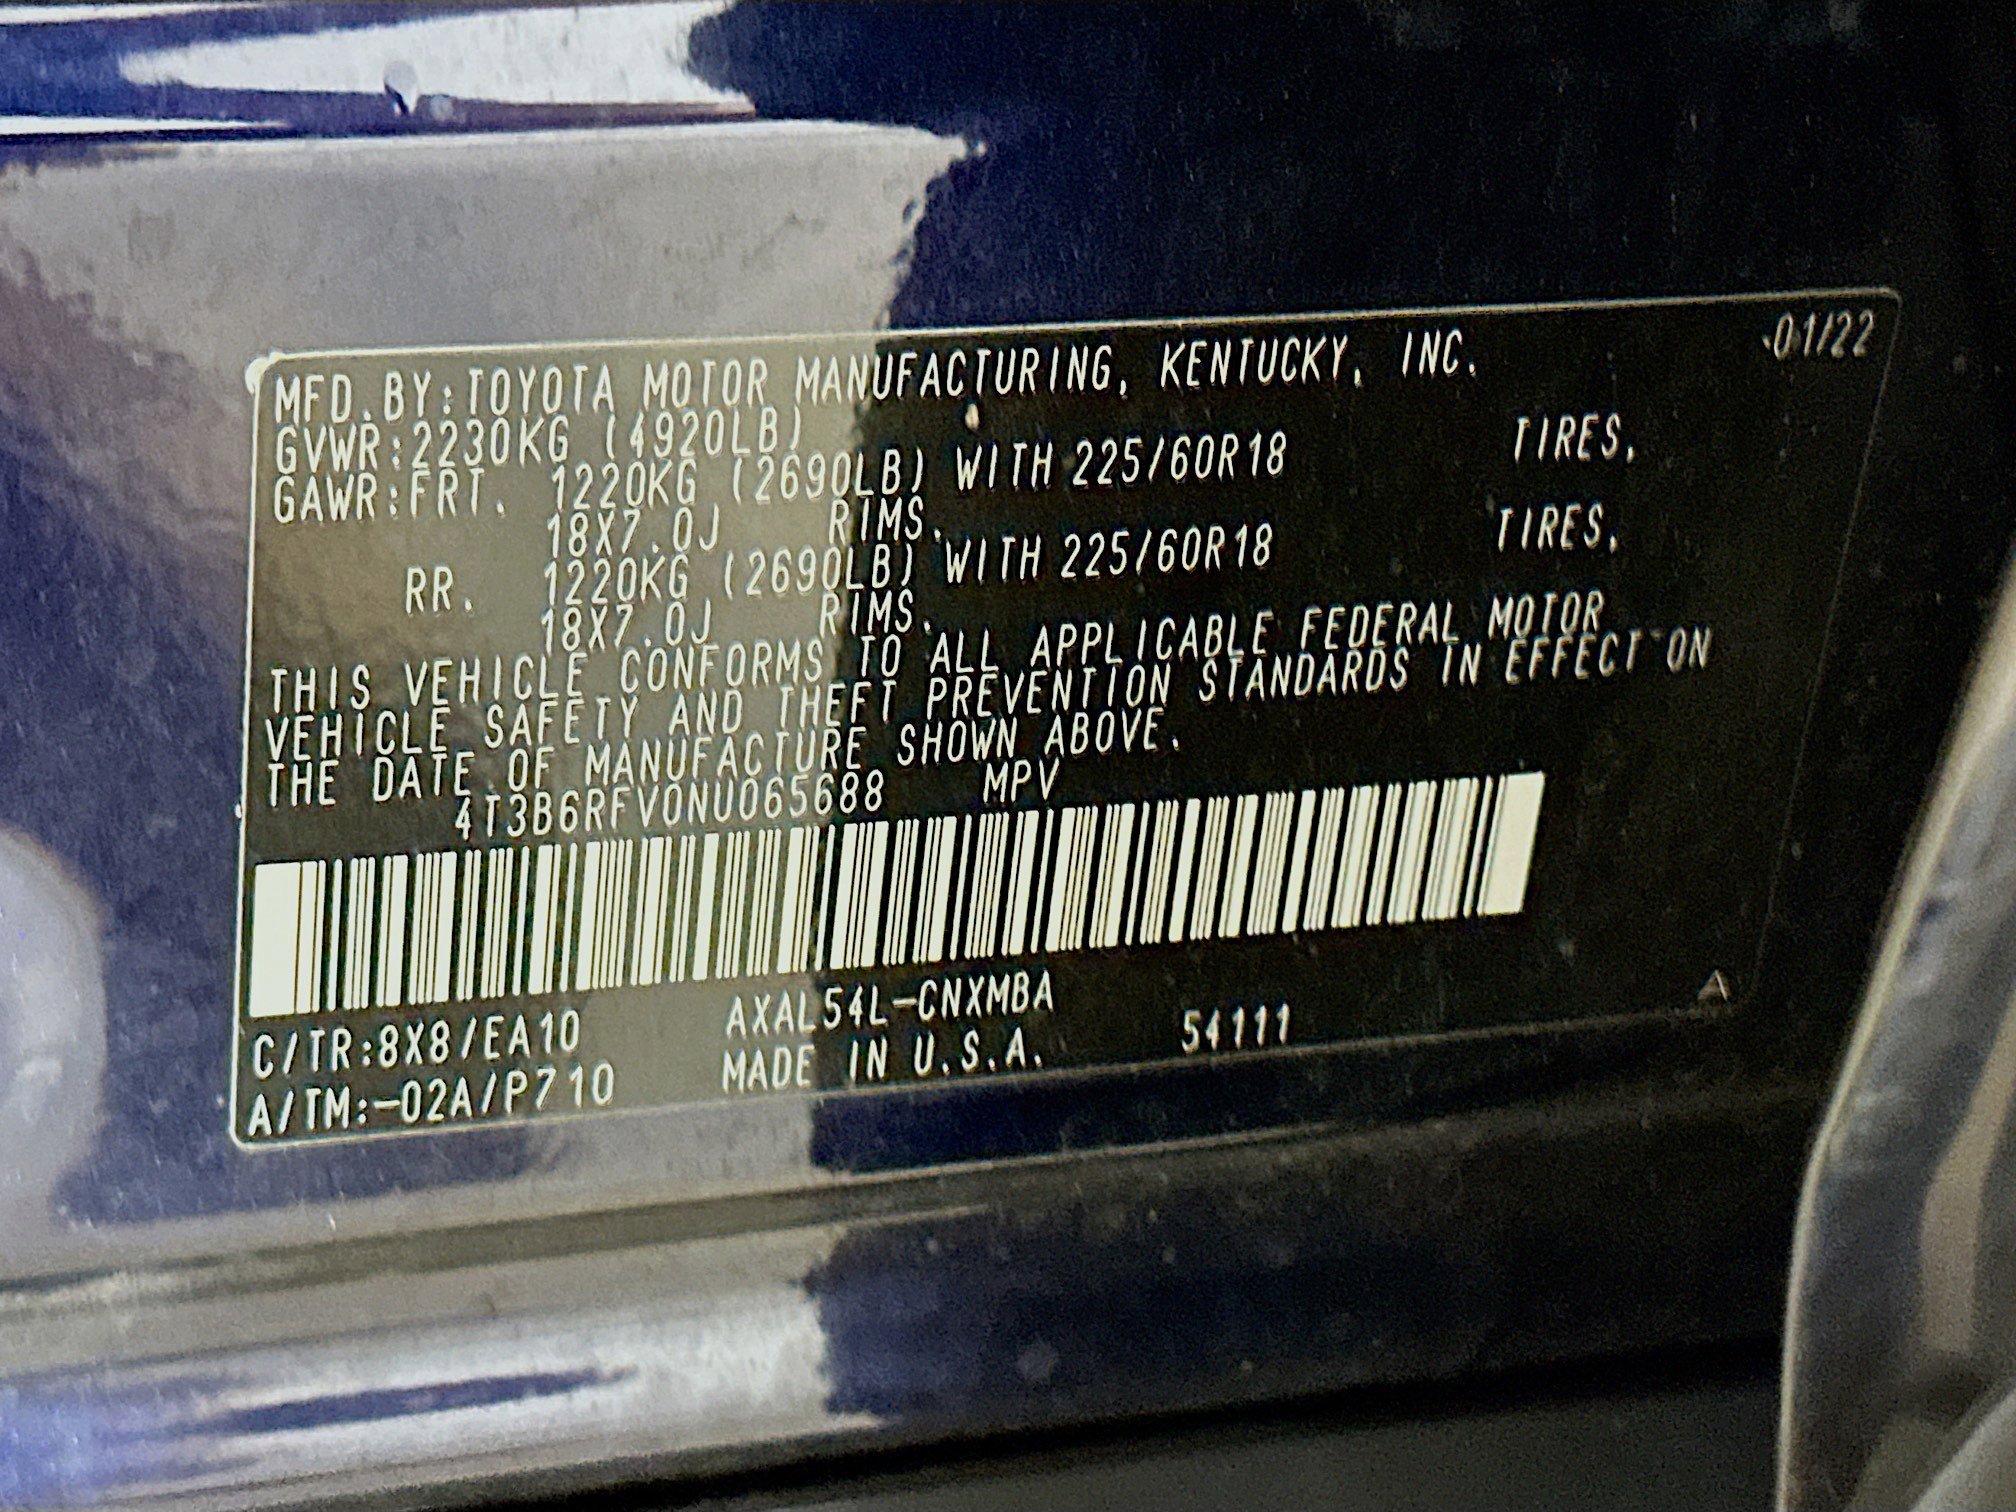 01/22
MFD.BY:TOYOTA MOTOR MANUFACTURING, KENTUCKY, INC.
GVWR:2230KG (4920LB)
GAWR:FRT. 1220KG (2690LB) WITH 225/60R18 TIRES,
18X7.0J RIMS.
RR. 1220KG (2690LB) WITH 225/60R18 TIRES,
18X7.0J RIMS.
THIS VEHICLE CONFORMS TO ALL APPLICABLE FEDERAL MOTOR
VEHICLE SAFETY AND THEFT PREVENTION STANDARDS IN EFFECT ON
THE DATE OF MANUFACTURE SHOWN ABOVE.
4T3B6RFV0NU065688 MPV
C/TR:8X8/EA10 AXAL54L-CNXMBA
A/TM:-02A/P710 MADE IN U.S.A. 54111
A